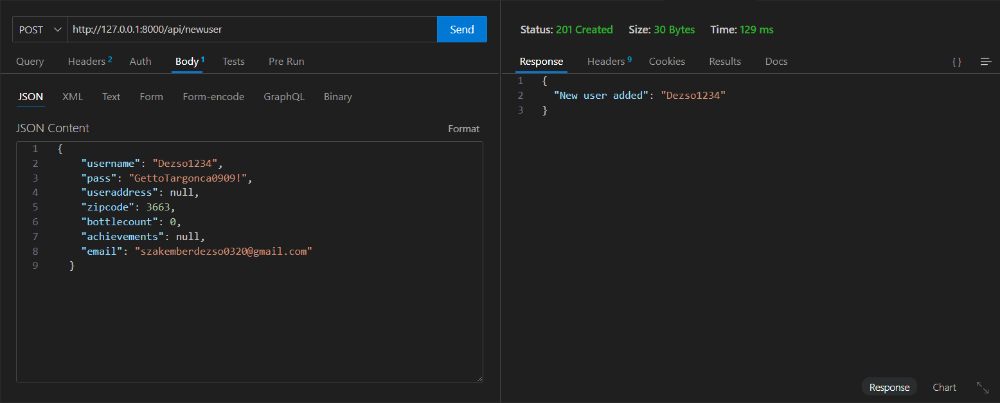 POST http://127.0.0.1:8000/api/newuser Send
Query Headers 2 Auth Body 1 Tests Pre Run
JSON XML Text Form Form-encode GraphQL Binary
JSON Content Format
1 {
2 "username": "Dezso1234",
3 "pass": "GettoTargonca0909!",
4 "useraddress": null,
5 "zipcode": 3663,
6 "bottlecount": 0,
7 "achievements": null,
8 "email": "szakemberdezso0320@gmail.com"
9 }
Status: 201 Created Size: 30 Bytes Time: 129 ms
Response Headers 9 Cookies Results Docs { }
1 {
2 "New user added": "Dezso1234"
3 }
Response Chart